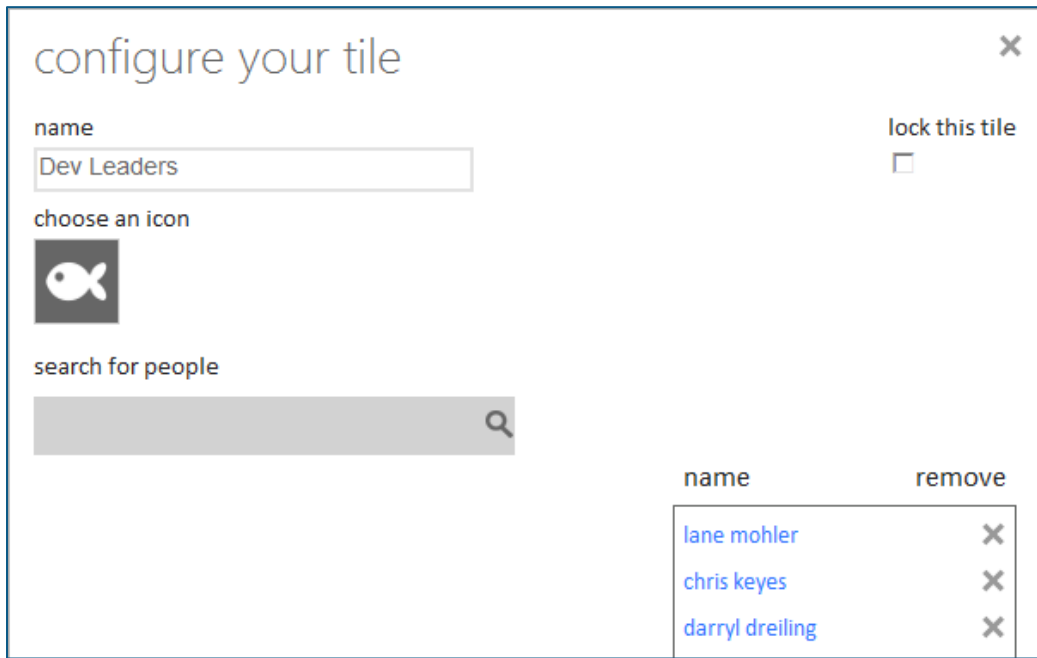 configure your tile
name
lock this tile
Dev Leaders
choose an icon
search for people
name remove
lane mohler
chris keyes
darryl dreiling